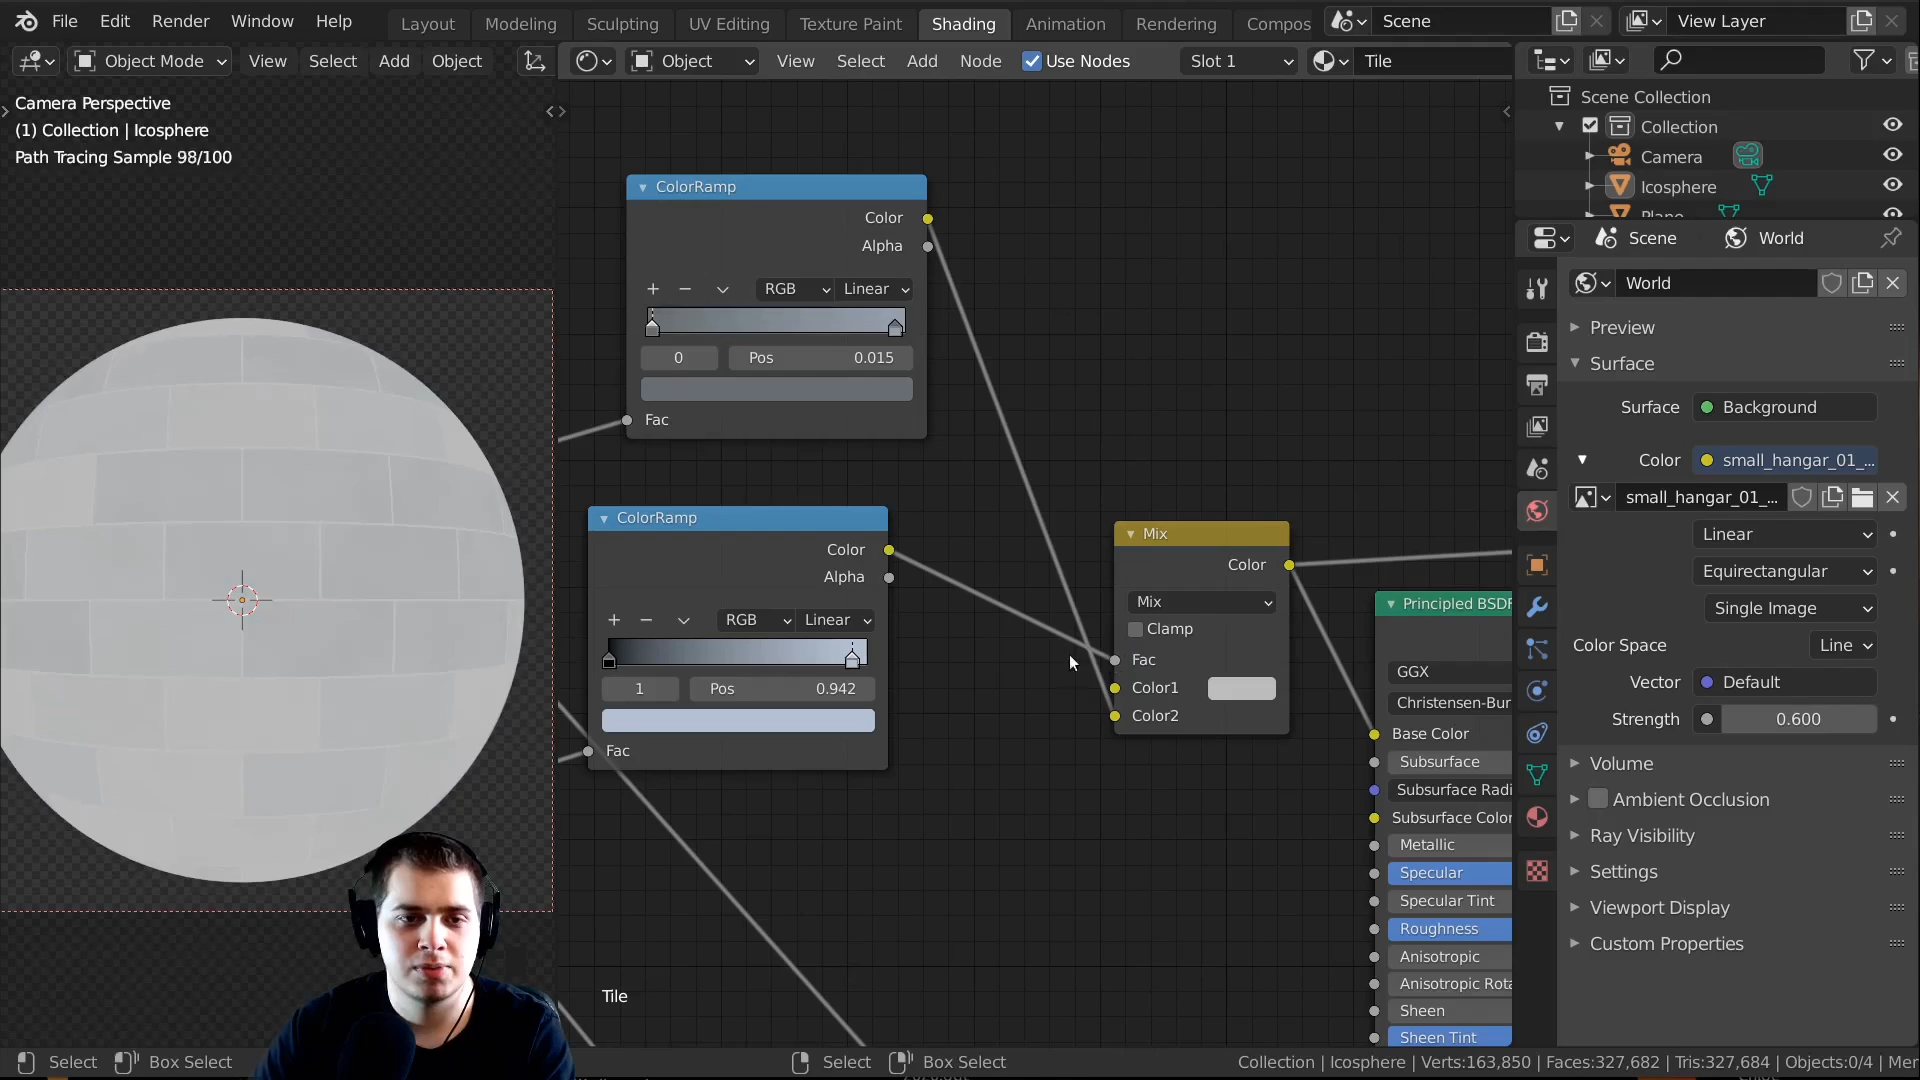 File Edit Render Window Help
Layout Modeling Sculpting UV Editing Texture Paint Shading Animation Rendering Compos
Scene
View Layer
Object Mode View Select Add Object
Object View Select Add Node Use Nodes Slot 1 Tile
Camera Perspective
(1) Collection | Icosphere
Path Tracing Sample 98/100
ColorRamp
Color
Alpha
RGB Linear
0 Pos 0.015
Fac
ColorRamp
Color
Alpha
RGB Linear
1 Pos 0.942
Fac
Mix
Color
Mix
Clamp
Fac
Color1
Color2
Principled BSDF
GGX
Christensen-Bur
Base Color
Subsurface
Subsurface Radi
Subsurface Color
Metallic
Specular
Specular Tint
Roughness
Anisotropic
Anisotropic Rota
Sheen
Sheen Tint
Tile
Scene Collection
Collection
Camera
Icosphere
Plane
Scene World
World
Preview
Surface
Surface Background
Color small_hangar_01_...
small_hangar_01_...
Linear
Equirectangular
Single Image
Color Space Line
Vector Default
Strength 0.600
Volume
Ambient Occlusion
Ray Visibility
Settings
Viewport Display
Custom Properties
Select Box Select
Select Box Select
Collection | Icosphere | Verts:163,850 | Faces:327,682 | Tris:327,684 | Objects:0/4 | Mer